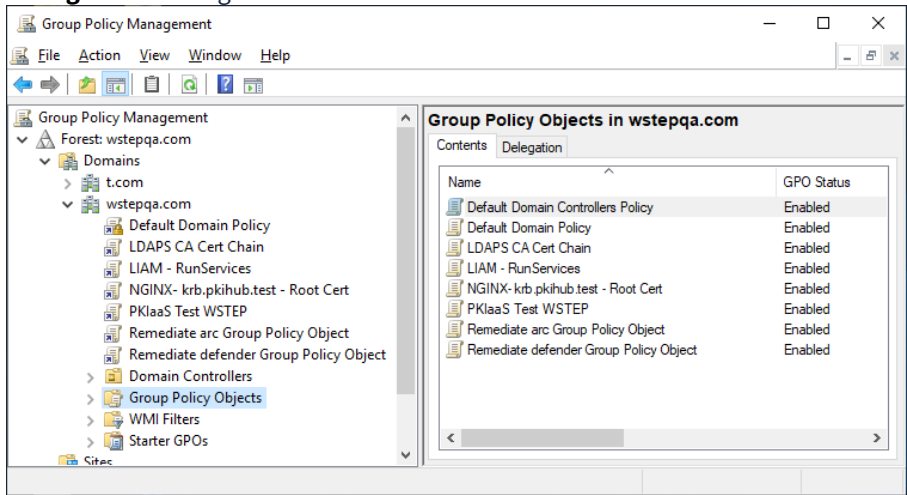 Group Policy Management
File Action View Window Help
Group Policy Management
Forest: wstepqa.com
Domains
t.com
wstepqa.com
Default Domain Policy
LDAPS CA Cert Chain
LIAM - RunServices
NGINX- krb.pkihub.test - Root Cert
PKIaaS Test WSTEP
Remediate arc Group Policy Object
Remediate defender Group Policy Object
Domain Controllers
Group Policy Objects
WMI Filters
Starter GPOs
Sites
Group Policy Objects in wstepqa.com
Contents Delegation
Name GPO Status
Default Domain Controllers Policy Enabled
Default Domain Policy Enabled
LDAPS CA Cert Chain Enabled
LIAM - RunServices Enabled
NGINX- krb.pkihub.test - Root Cert Enabled
PKIaaS Test WSTEP Enabled
Remediate arc Group Policy Object Enabled
Remediate defender Group Policy Object Enabled